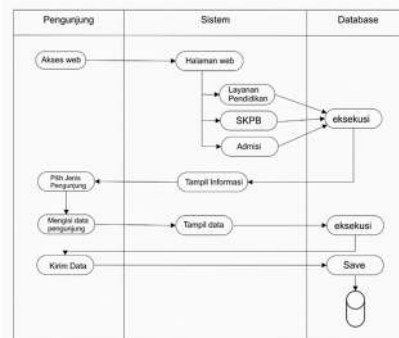 Pengunjung
Sistem
Database
Akses web
Halaman web
Layanan
Pendidikan
SKPB
Admisi
eksekusi
Pilih Jenis
Pengunjung
Tampil Informasi
Mengisi data
pengunjung
Tampil data
eksekusi
Kirim Data
Save